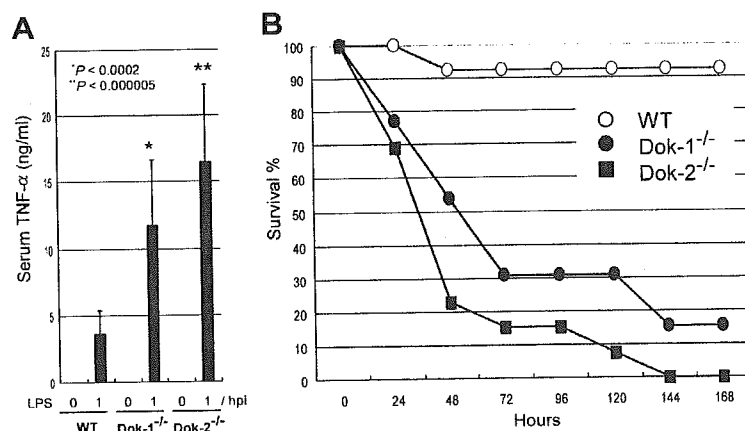 A
Serum TNF-α (ng/ml)
25
20
15
10
5
0
*P < 0.0002
**P < 0.000005
*
**
LPS 0 1 0 1 0 1 / hpi
WT Dok-1-/- Dok-2-/-
B
Survival %
100
90
80
70
60
50
40
30
20
10
0
WT
Dok-1-/-
Dok-2-/-
0 24 48 72 96 120 144 168
Hours